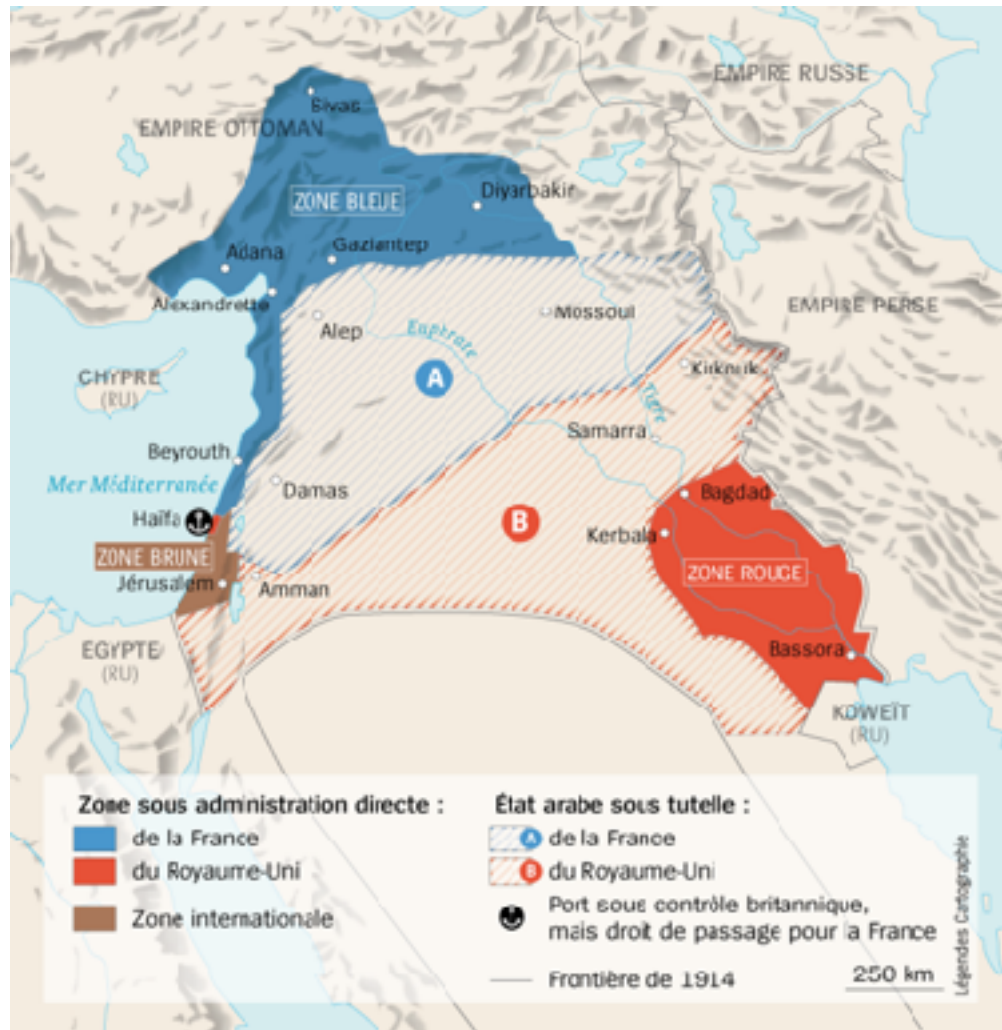 EMPIRE RUSSE
Sivas
EMPIRE OTTOMAN
ZONE BLEUE
Diyarbakir
Adana
Gaziantep
Alexandrette
EMPIRE PERSE
Alep
Mossoul
Euphrate
A
CHYPRE
(RU)
Kirkouk
Tigre
Samarra
Beyrouth
Mer Méditerranée
Damas
Bagdad
Haïfa
B
Kerbala
ZONE BRUNE
ZONE ROUGE
Jérusalem
Amman
EGYPTE
(RU)
Bassora
KOWEÏT
(RU)
Zone sous administration directe :
de la France
du Royaume-Uni
Zone internationale
État arabe sous tutelle :
A de la France
B du Royaume-Uni
Port sous contrôle britannique,
mais droit de passage pour la France
Frontière de 1914
250 km
Légendes Cartographie